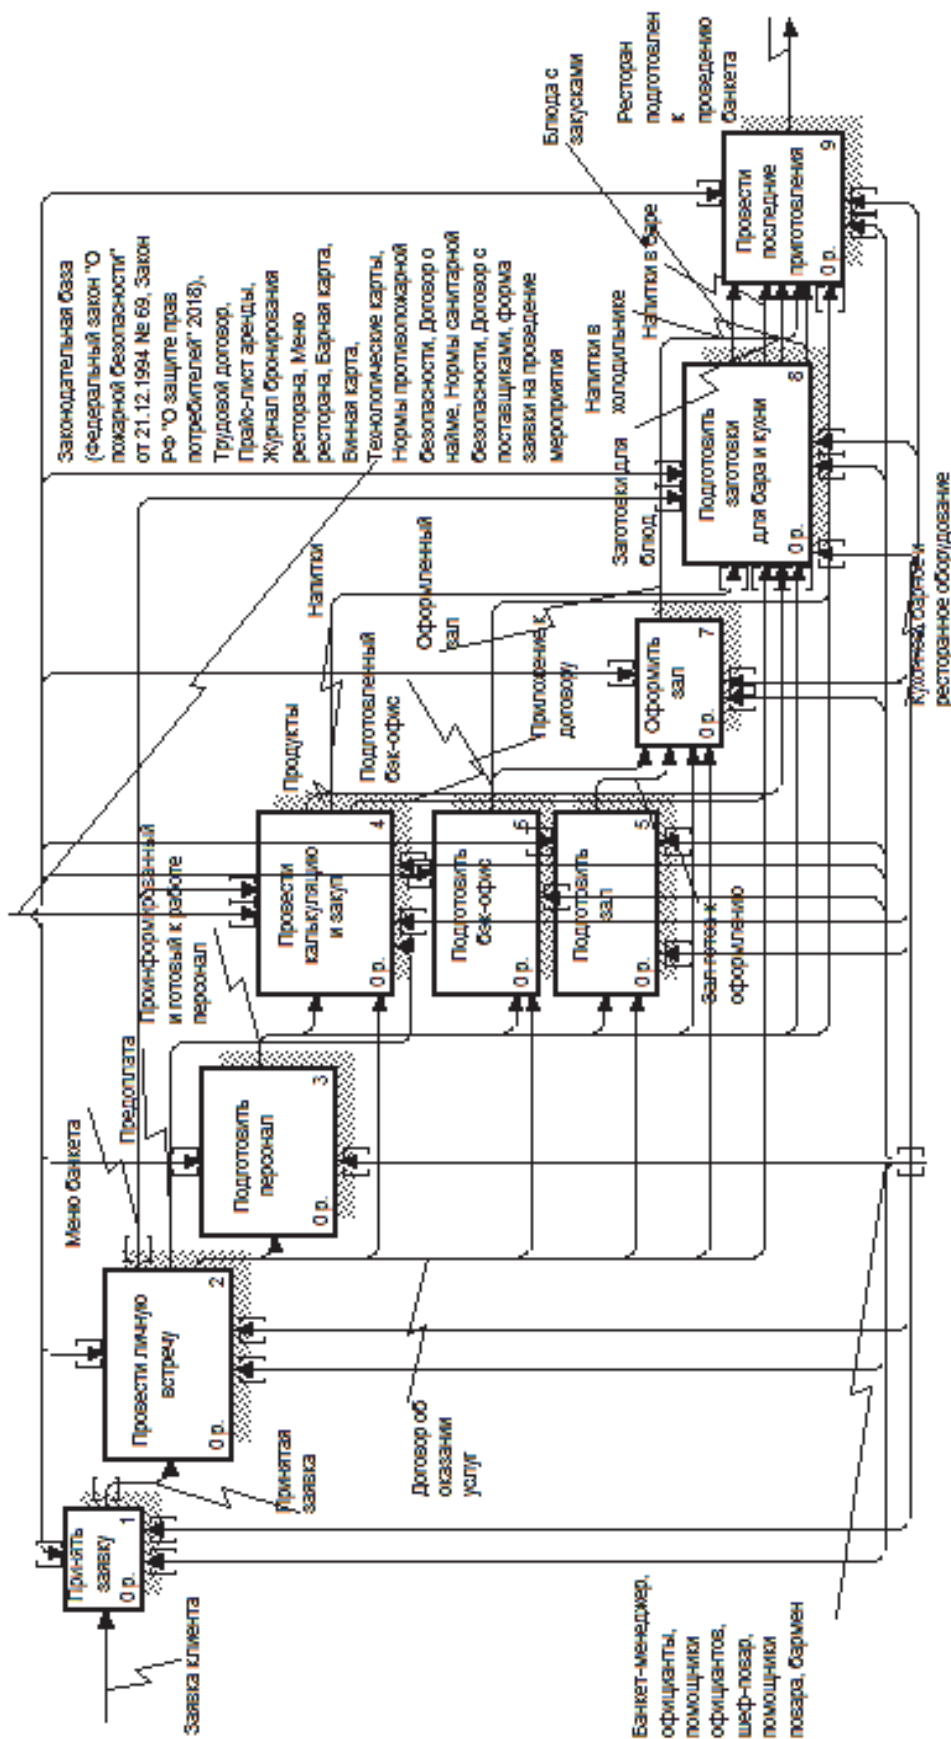 Законодательная база
(Федеральный закон "О
пожарной безопасности"
от 21.12.1994 № 69, Закон
РФ "О защите прав
потребителей" 2018),
Трудовой договор,
Прайс-лист аренды,
Журнал бронирования
ресторана, Меню
ресторана, Барная карта,
Винная карта,
Технологические карты,
Нормы противопожарной
безопасности, Договор о
найме, Нормы санитарной
безопасности, Договор с
поставщиками, форма
заявки на проведение
мероприятия
Заявка клиента
Принять
заявку
0 р.
1
Принятая
заявка
Провести личную
встречу
0 р.
2
Меню банкета
Предоплата
Договор об
оказании
услуг
Подготовить
персонал
0 р.
3
Проинформированный
и готовый к работе
персонал
Провести
калькуляцию
и закуп
0 р.
4
Продукты
Напитки
Подготовить
бэк-офис
0 р.
6
Подготовленный
бэк-офис
Подготовить
зал
0 р.
5
Зал готов к
оформлению
Приложение к
договору
Оформить
зал
0 р.
7
Оформленный
зал
Подготовить
заготовки
для бара и кухни
0 р.
8
Заготовки для
блюд
Напитки в
холодильнике
Напитки в баре
Блюда с
закусками
Провести
последние
приготовления
0 р.
9
Ресторан
подготовлен
к
проведению
банкета
Банкет-менеджер,
официанты,
помощники
официантов,
шеф-повар,
помощники
повара, бармен
Кухонное, барное и
ресторанное оборудование